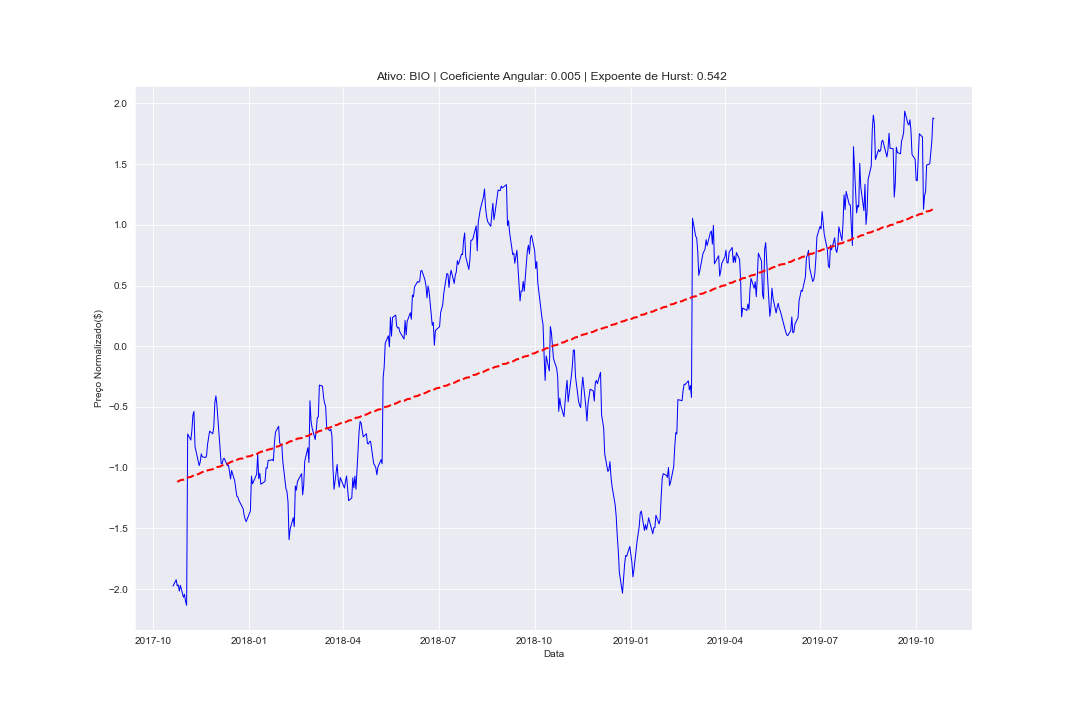 Ativo: BIO | Coeficiente Angular: 0.005 | Expoente de Hurst: 0.542
Preço Normalizado($)
2.0
1.5
1.0
0.5
0.0
−0.5
−1.0
−1.5
−2.0
2017-10 2018-01 2018-04 2018-07 2018-10 2019-01 2019-04 2019-07 2019-10
Data